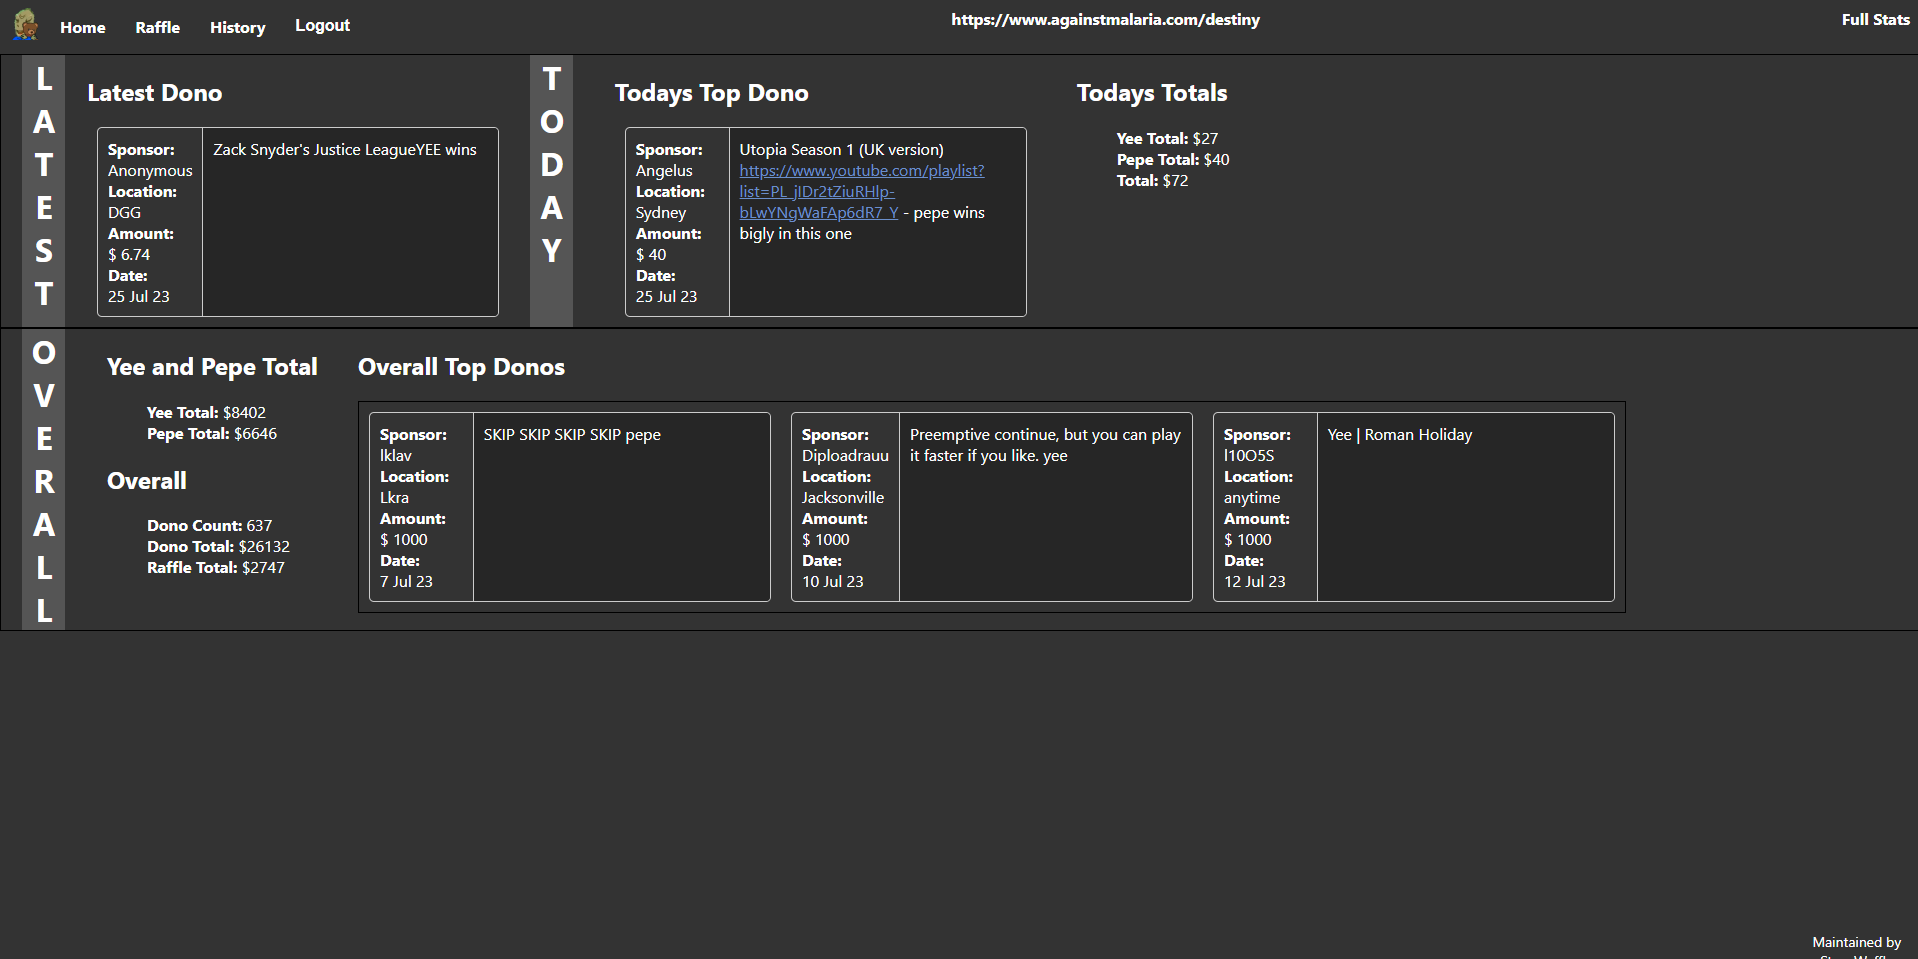 Home Raffle History Logout https://www.againstmalaria.com/destiny Full Stats
LATEST
Latest Dono
Sponsor:
Anonymous
Location:
DGG
Amount:
$ 6.74
Date:
25 Jul 23
Zack Snyder's Justice LeagueYEE wins
TODAY
Todays Top Dono
Sponsor:
Angelus
Location:
Sydney
Amount:
$ 40
Date:
25 Jul 23
Utopia Season 1 (UK version)
https://www.youtube.com/playlist?
list=PL_jIDr2tZiuRHlp-
bLwYNgWaFAp6dR7_Y - pepe wins
bigly in this one
Todays Totals
Yee Total: $27
Pepe Total: $40
Total: $72
OVERALL
Yee and Pepe Total
Yee Total: $8402
Pepe Total: $6646
Overall
Dono Count: 637
Dono Total: $26132
Raffle Total: $2747
Overall Top Donos
Sponsor:
lklav
Location:
Lkra
Amount:
$ 1000
Date:
7 Jul 23
SKIP SKIP SKIP SKIP pepe
Sponsor:
Diploadrauu
Location:
Jacksonville
Amount:
$ 1000
Date:
10 Jul 23
Preemptive continue, but you can play
it faster if you like. yee
Sponsor:
l10O5S
Location:
anytime
Amount:
$ 1000
Date:
12 Jul 23
Yee | Roman Holiday
Maintained by